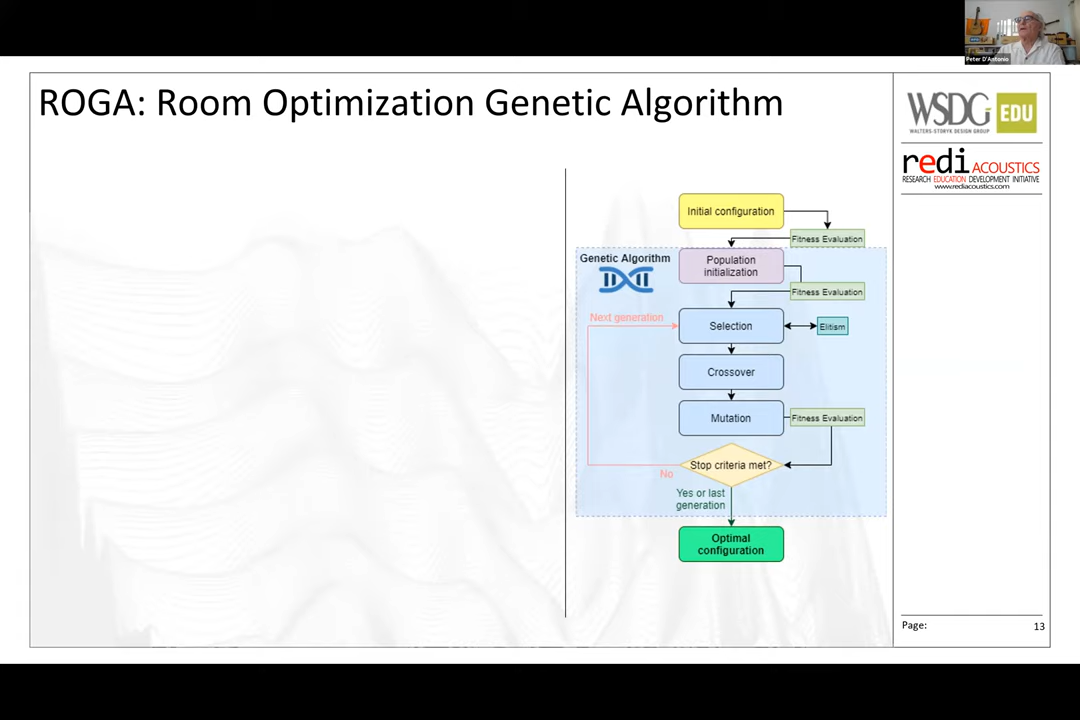 Peter D'Antonio
ROGA: Room Optimization Genetic Algorithm
WSDG EDU
WALTERS-STORYK DESIGN GROUP
redi ACOUSTICS
RESEARCH EDUCATION DEVELOPMENT INITIATIVE
www.rediacoustics.com
Initial configuration
Fitness Evaluation
Genetic Algorithm
Population
initialization
Fitness Evaluation
Next generation
Selection
Elitism
Crossover
Mutation
Fitness Evaluation
Stop criteria met?
No
Yes or last
generation
Optimal
configuration
Page: 13